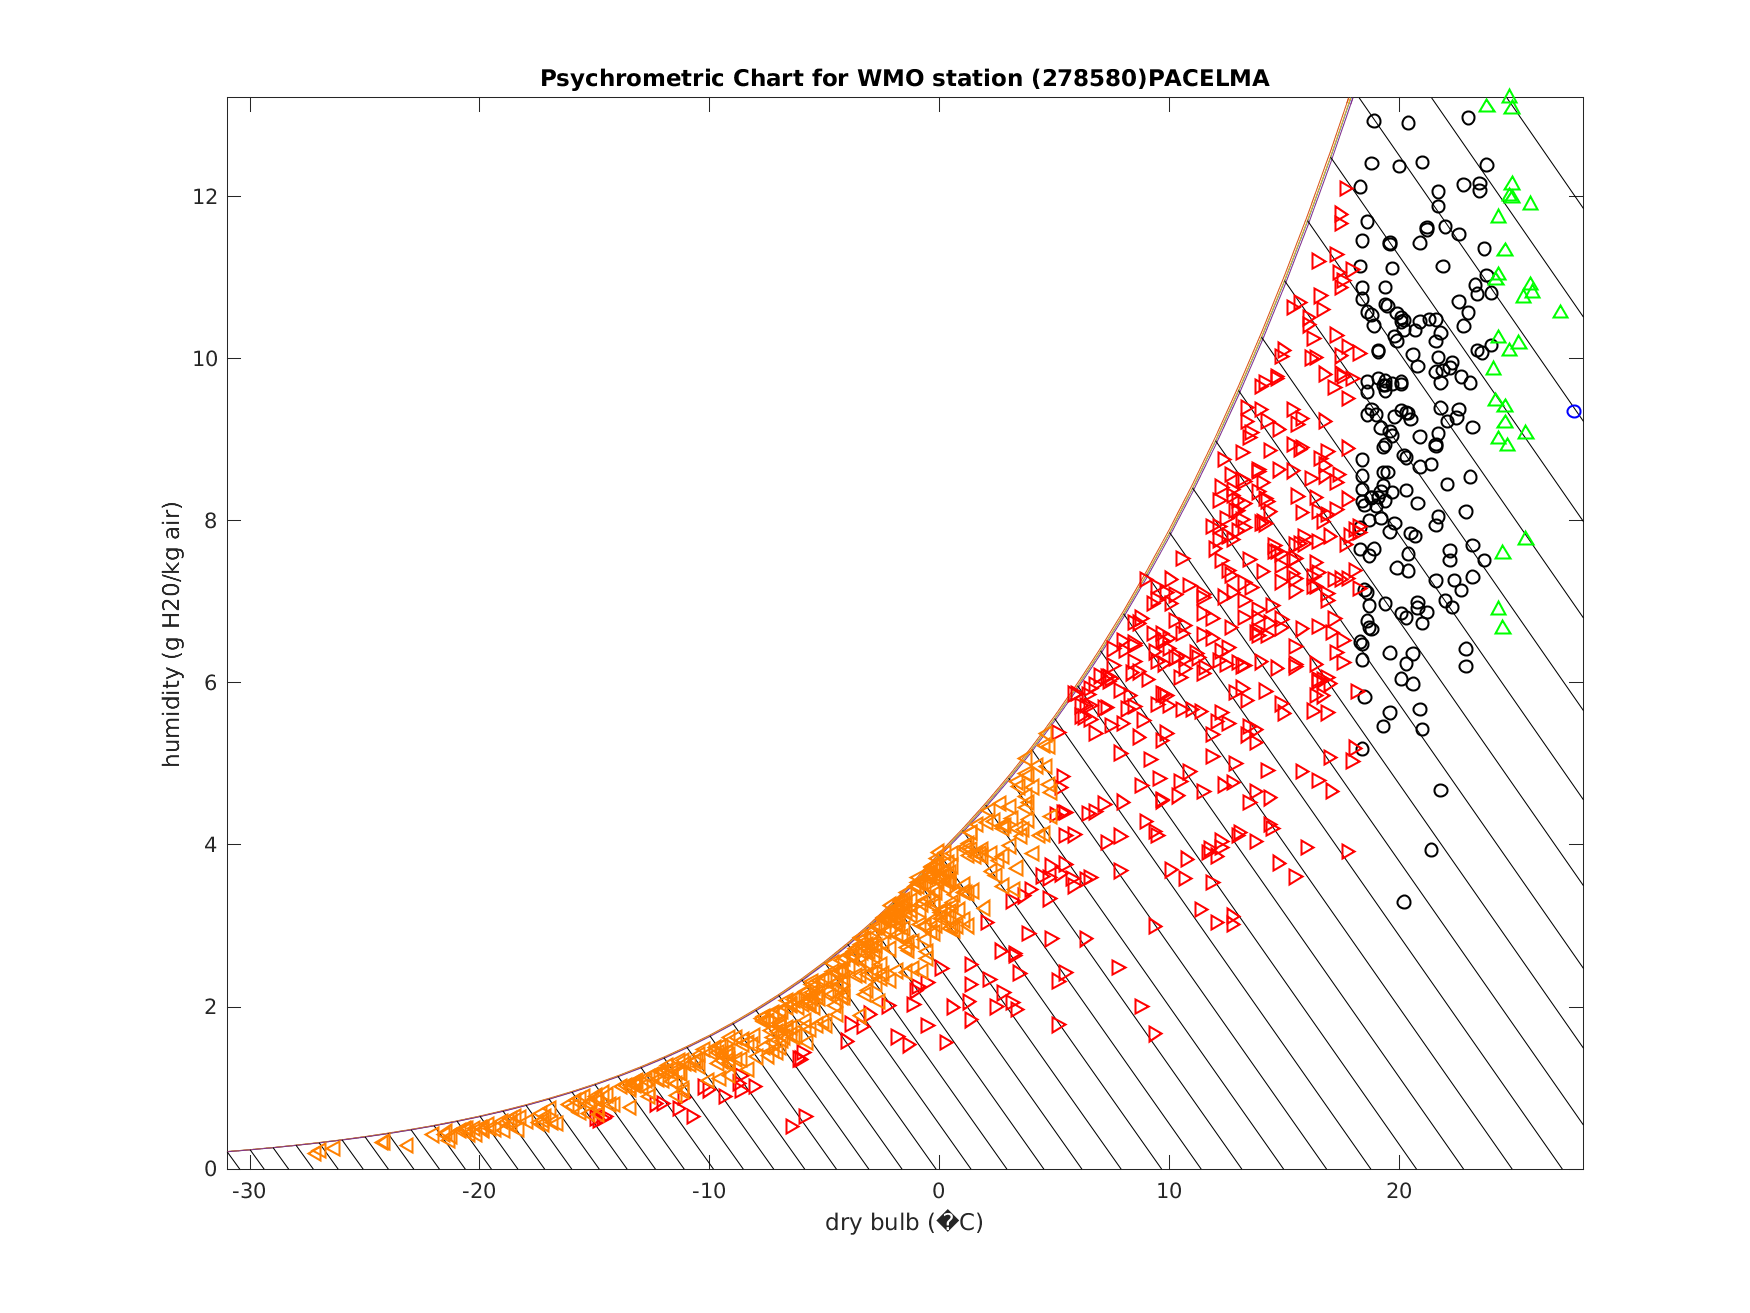 Psychrometric Chart for WMO station (278580)PACELMA
12
10
8
6
4
2
0
humidity (g H20/kg air)
-30 -20 -10 0 10 20
dry bulb (�C)